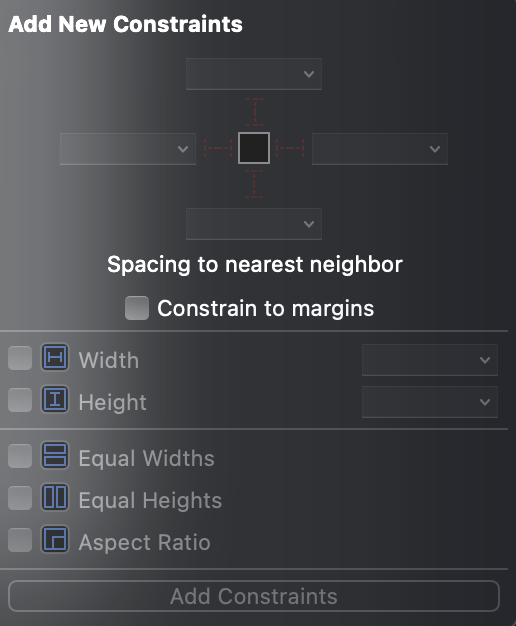 Add New Constraints
Spacing to nearest neighbor
Constrain to margins
Width
Height
Equal Widths
Equal Heights
Aspect Ratio
Add Constraints